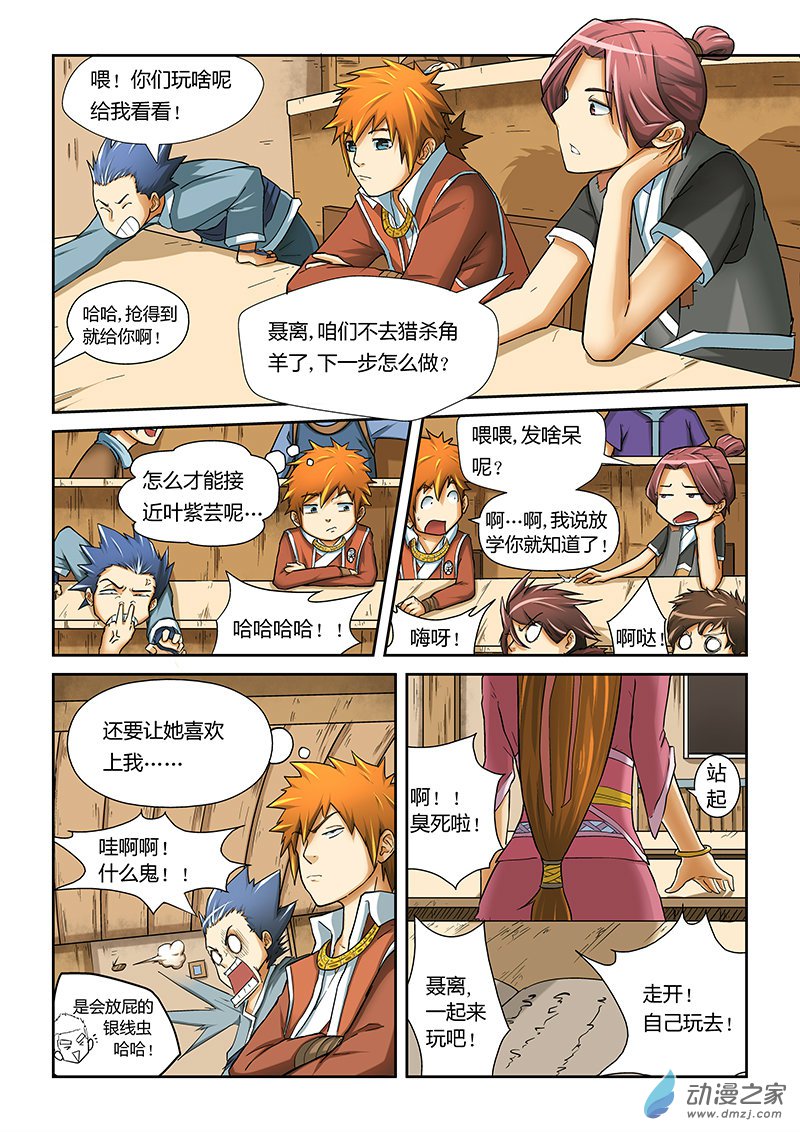 喂！你们玩啥呢
给我看看！
哈哈，抢得到
就给你啊！
聂离，咱们不去猎杀角
羊了，下一步怎么做？
怎么才能接
近叶紫芸呢…
哈哈哈哈！！
喂喂，发啥呆
呢？
啊…啊，我说放
学你就知道了！
嗨呀！
啊哒！
还要让她喜欢
上我……
哇啊啊！
什么鬼！！
是会放屁的
银线虫
哈哈！
啊！！
臭死啦！
站
起
聂离，
一起来
玩吧！
走开！
自己玩去！
动漫之家
www.dmzj.com